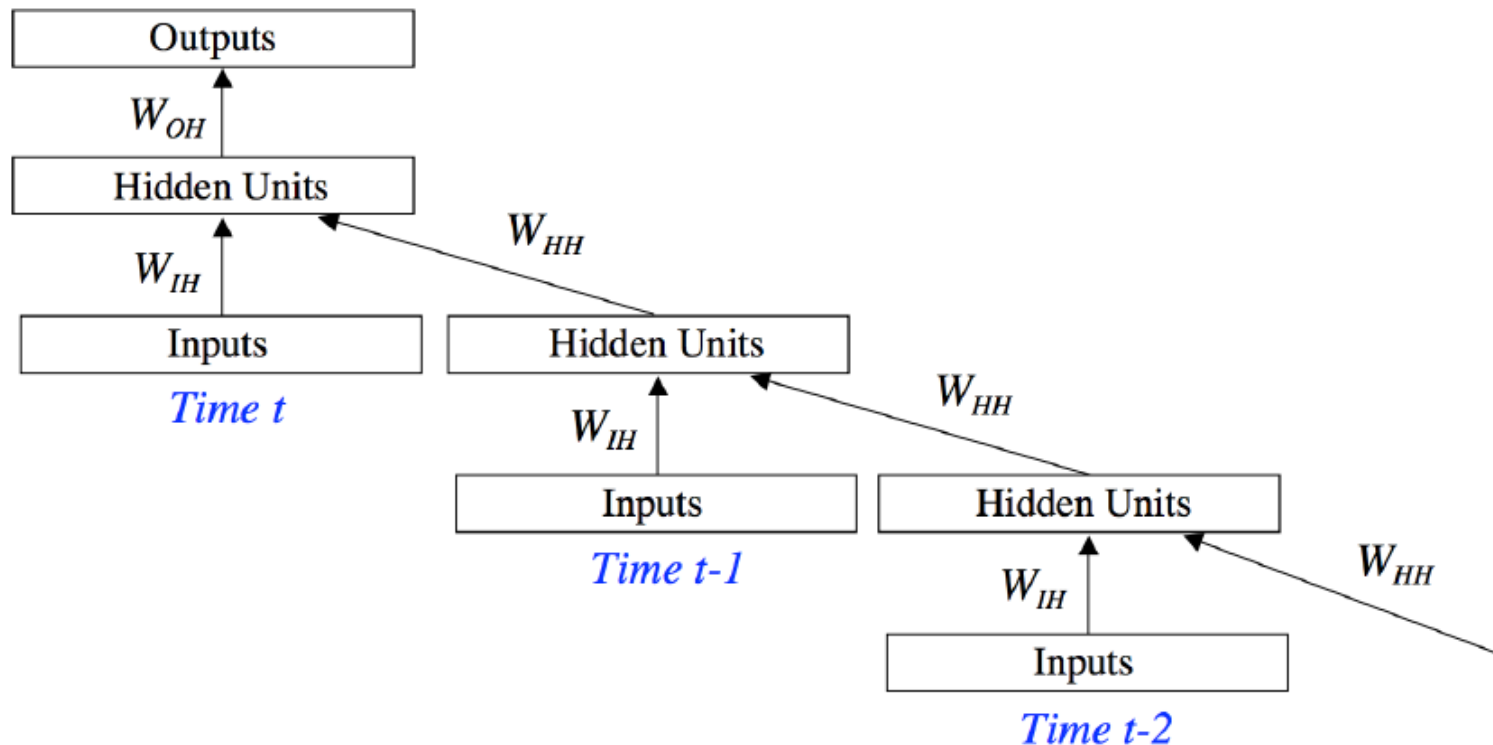 Outputs
W_OH
Hidden Units
W_HH
W_IH
Inputs
Hidden Units
Time t
W_HH
W_IH
Inputs
Hidden Units
Time t-1
W_HH
W_IH
Inputs
Time t-2